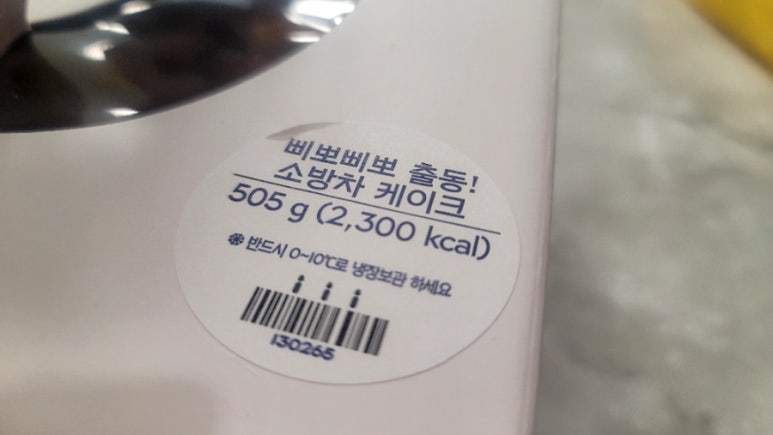 삐뽀삐뽀 출동!
소방차 케이크
505 g (2,300 kcal)
❄ 반드시 0~10℃로 냉장보관 하세요
130265